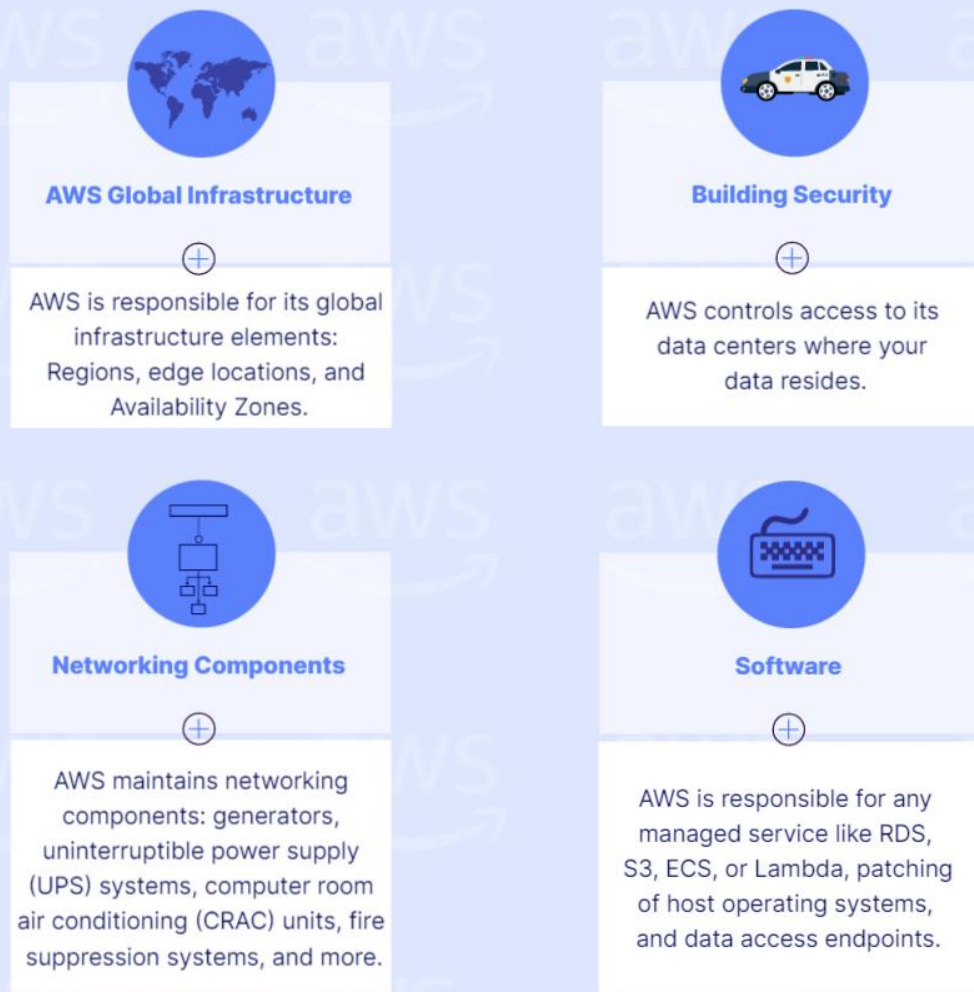 AWS Global Infrastructure
AWS is responsible for its global
infrastructure elements:
Regions, edge locations, and
Availability Zones.
Building Security
AWS controls access to its
data centers where your
data resides.
Networking Components
AWS maintains networking
components: generators,
uninterruptible power supply
(UPS) systems, computer room
air conditioning (CRAC) units, fire
suppression systems, and more.
Software
AWS is responsible for any
managed service like RDS,
S3, ECS, or Lambda, patching
of host operating systems,
and data access endpoints.